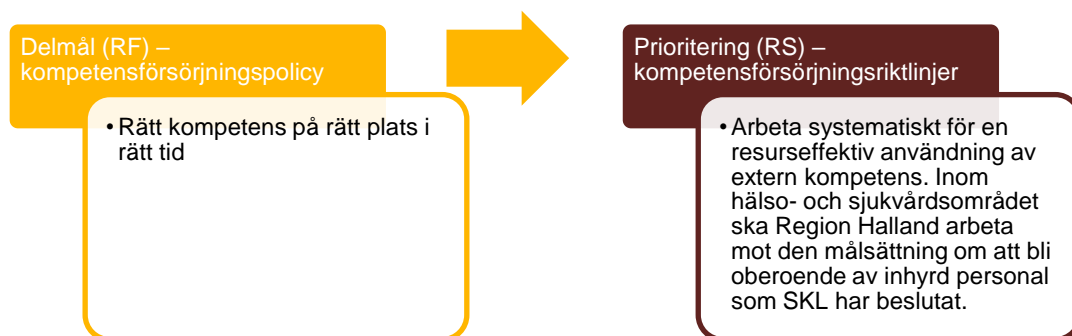 Delmål (RF) –
kompetensförsörjningspolicy
• Rätt kompetens på rätt plats i
rätt tid
Prioritering (RS) –
kompetensförsörjningsriktlinjer
• Arbeta systematiskt för en
resurseffektiv användning av
extern kompetens. Inom
hälso- och sjukvårdsområdet
ska Region Halland arbeta
mot den målsättning om att bli
oberoende av inhyrd personal
som SKL har beslutat.